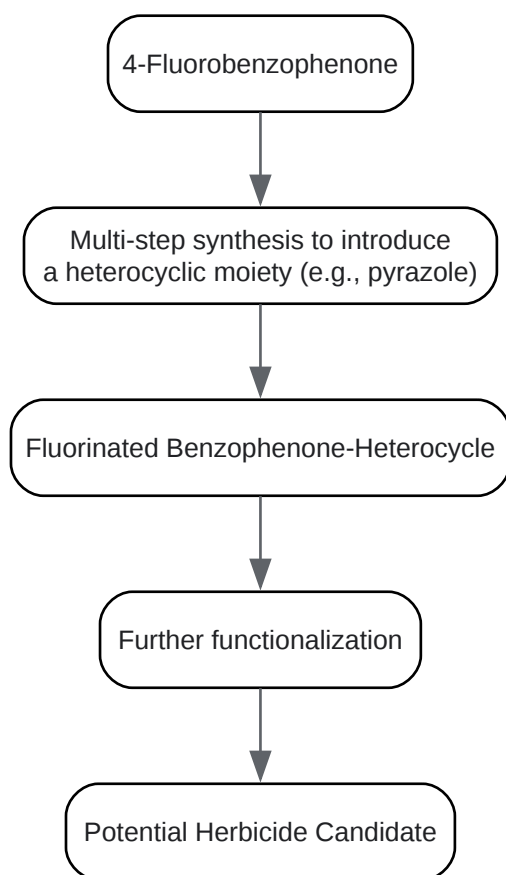 4-Fluorobenzophenone
Multi-step synthesis to introduce
a heterocyclic moiety (e.g., pyrazole)
Fluorinated Benzophenone-Heterocycle
Further functionalization
Potential Herbicide Candidate